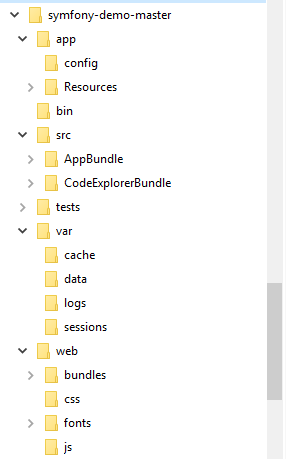 symfony-demo-master
app
config
Resources
bin
src
AppBundle
CodeExplorerBundle
tests
var
cache
data
logs
sessions
web
bundles
css
fonts
js